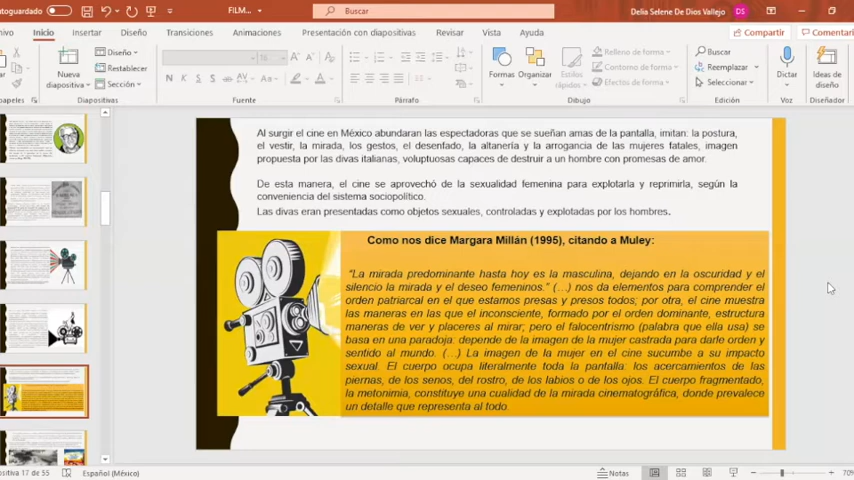 utoguardado
FILM...
Buscar
Delia Selene De Dios Vallejo
DS
Inicio
Insertar
Diseño
Transiciones
Animaciones
Presentación con diapositivas
Revisar
Vista
Ayuda
Compartir
Comentari
Nueva
diapositiva
Diseño
Restablecer
Sección
Formas
Organizar
Estilos
rápidos
Relleno de forma
Contorno de forma
Efectos de forma
Buscar
Reemplazar
Seleccionar
Dictar
Ideas de
diseño
apeles
Diapositivas
Fuente
Párrafo
Dibujo
Edición
Voz
Diseñador
Al surgir el cine en México abundaran las espectadoras que se sueñan amas de la pantalla, imitan: la postura,
el vestir, la mirada, los gestos, el desenfado, la altanería y la arrogancia de las mujeres fatales, imagen
propuesta por las divas italianas, voluptuosas capaces de destruir a un hombre con promesas de amor.
De esta manera, el cine se aprovechó de la sexualidad femenina para explotarla y reprimirla, según la
conveniencia del sistema sociopolítico.
Las divas eran presentadas como objetos sexuales, controladas y explotadas por los hombres.
Como nos dice Margara Millán (1995), citando a Muley:
“La mirada predominante hasta hoy es la masculina, dejando en la oscuridad y el
silencio la mirada y el deseo femeninos.” (…) nos da elementos para comprender el
orden patriarcal en el que estamos presas y presos todos; por otra, el cine muestra
las maneras en las que el inconsciente, formado por el orden dominante, estructura
maneras de ver y placeres al mirar; pero el falocentrismo (palabra que ella usa) se
basa en una paradoja: depende de la imagen de la mujer castrada para darle orden y
sentido al mundo. (…) La imagen de la mujer en el cine sucumbe a su impacto
sexual. El cuerpo ocupa literalmente toda la pantalla: los acercamientos de las
piernas, de los senos, del rostro, de los labios o de los ojos. El cuerpo fragmentado,
la metonimia, constituye una cualidad de la mirada cinematográfica, donde prevalece
un detalle que representa al todo.
ositiva 17 de 55
Español (México)
Notas
70%